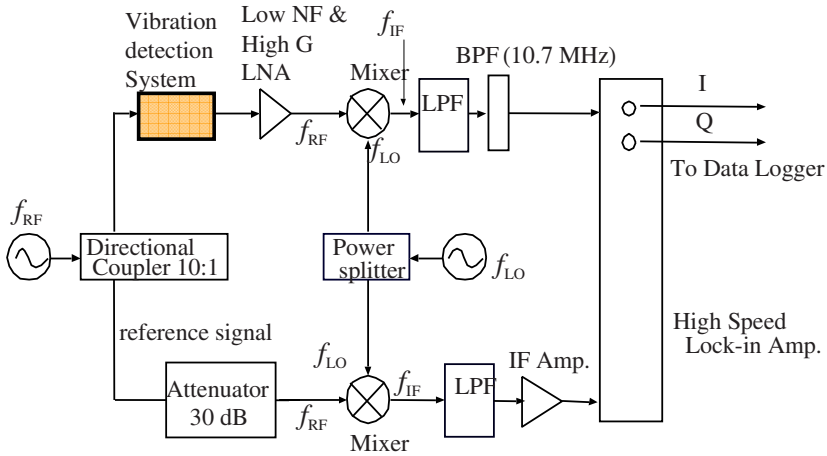 Vibration
detection
System
Low NF &
High G
LNA
f_IF
Mixer
BPF (10.7 MHz)
LPF
f_RF
f_LO
I
Q
To Data Logger
f_RF
Directional
Coupler 10:1
Power
splitter
f_LO
reference signal
High Speed
Lock-in Amp.
f_LO
Attenuator
30 dB
f_RF
f_IF
LPF
IF Amp.
Mixer